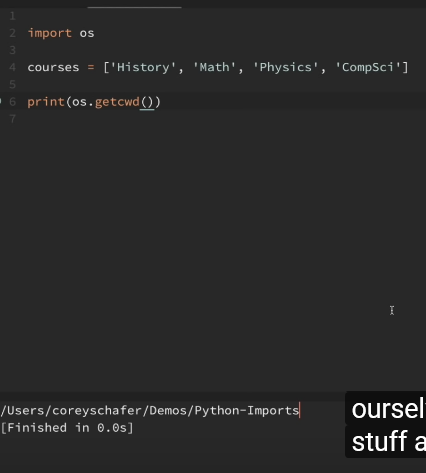 1
2 import os
3
4 courses = ['History', 'Math', 'Physics', 'CompSci']
5
6 print(os.getcwd())
7
/Users/coreyschafer/Demos/Python-Imports
[Finished in 0.0s]
stuff